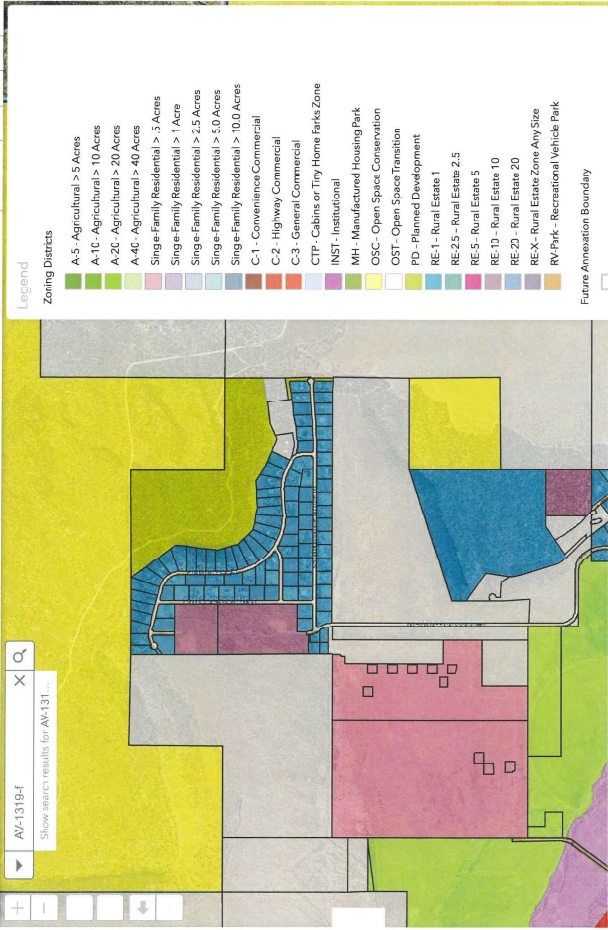 AV-1319-f
Show search results for AV-131...
Legend
Zoning Districts
A-5 - Agricultural > 5 Acres
A-10 - Agricultural > 10 Acres
A-20 - Agricultural > 20 Acres
A-40 - Agricultural > 40 Acres
Singe-Family Residential > .5 Acres
Singe-Family Residential > 1 Acre
Singe-Family Residential > 2.5 Acres
Singe-Family Residential > 5.0 Acres
Singe-Family Residential > 10.0 Acres
C-1 - Convenience Commercial
C-2 - Highway Commercial
C-3 - General Commercial
CTP - Cabins or Tiny Home Parks Zone
INST - Institutional
MH - Manufactured Housing Park
OSC - Open Space Conservation
OST - Open Space Transition
PD - Planned Development
RE-1 - Rural Estate 1
RE-2.5 - Rural Estate 2.5
RE-5 - Rural Estate 5
RE-10 - Rural Estate 10
RE-20 - Rural Estate 20
RE-X - Rural Estate Zone Any Size
RV-Park - Recreational Vehicle Park
Future Annexation Boundary